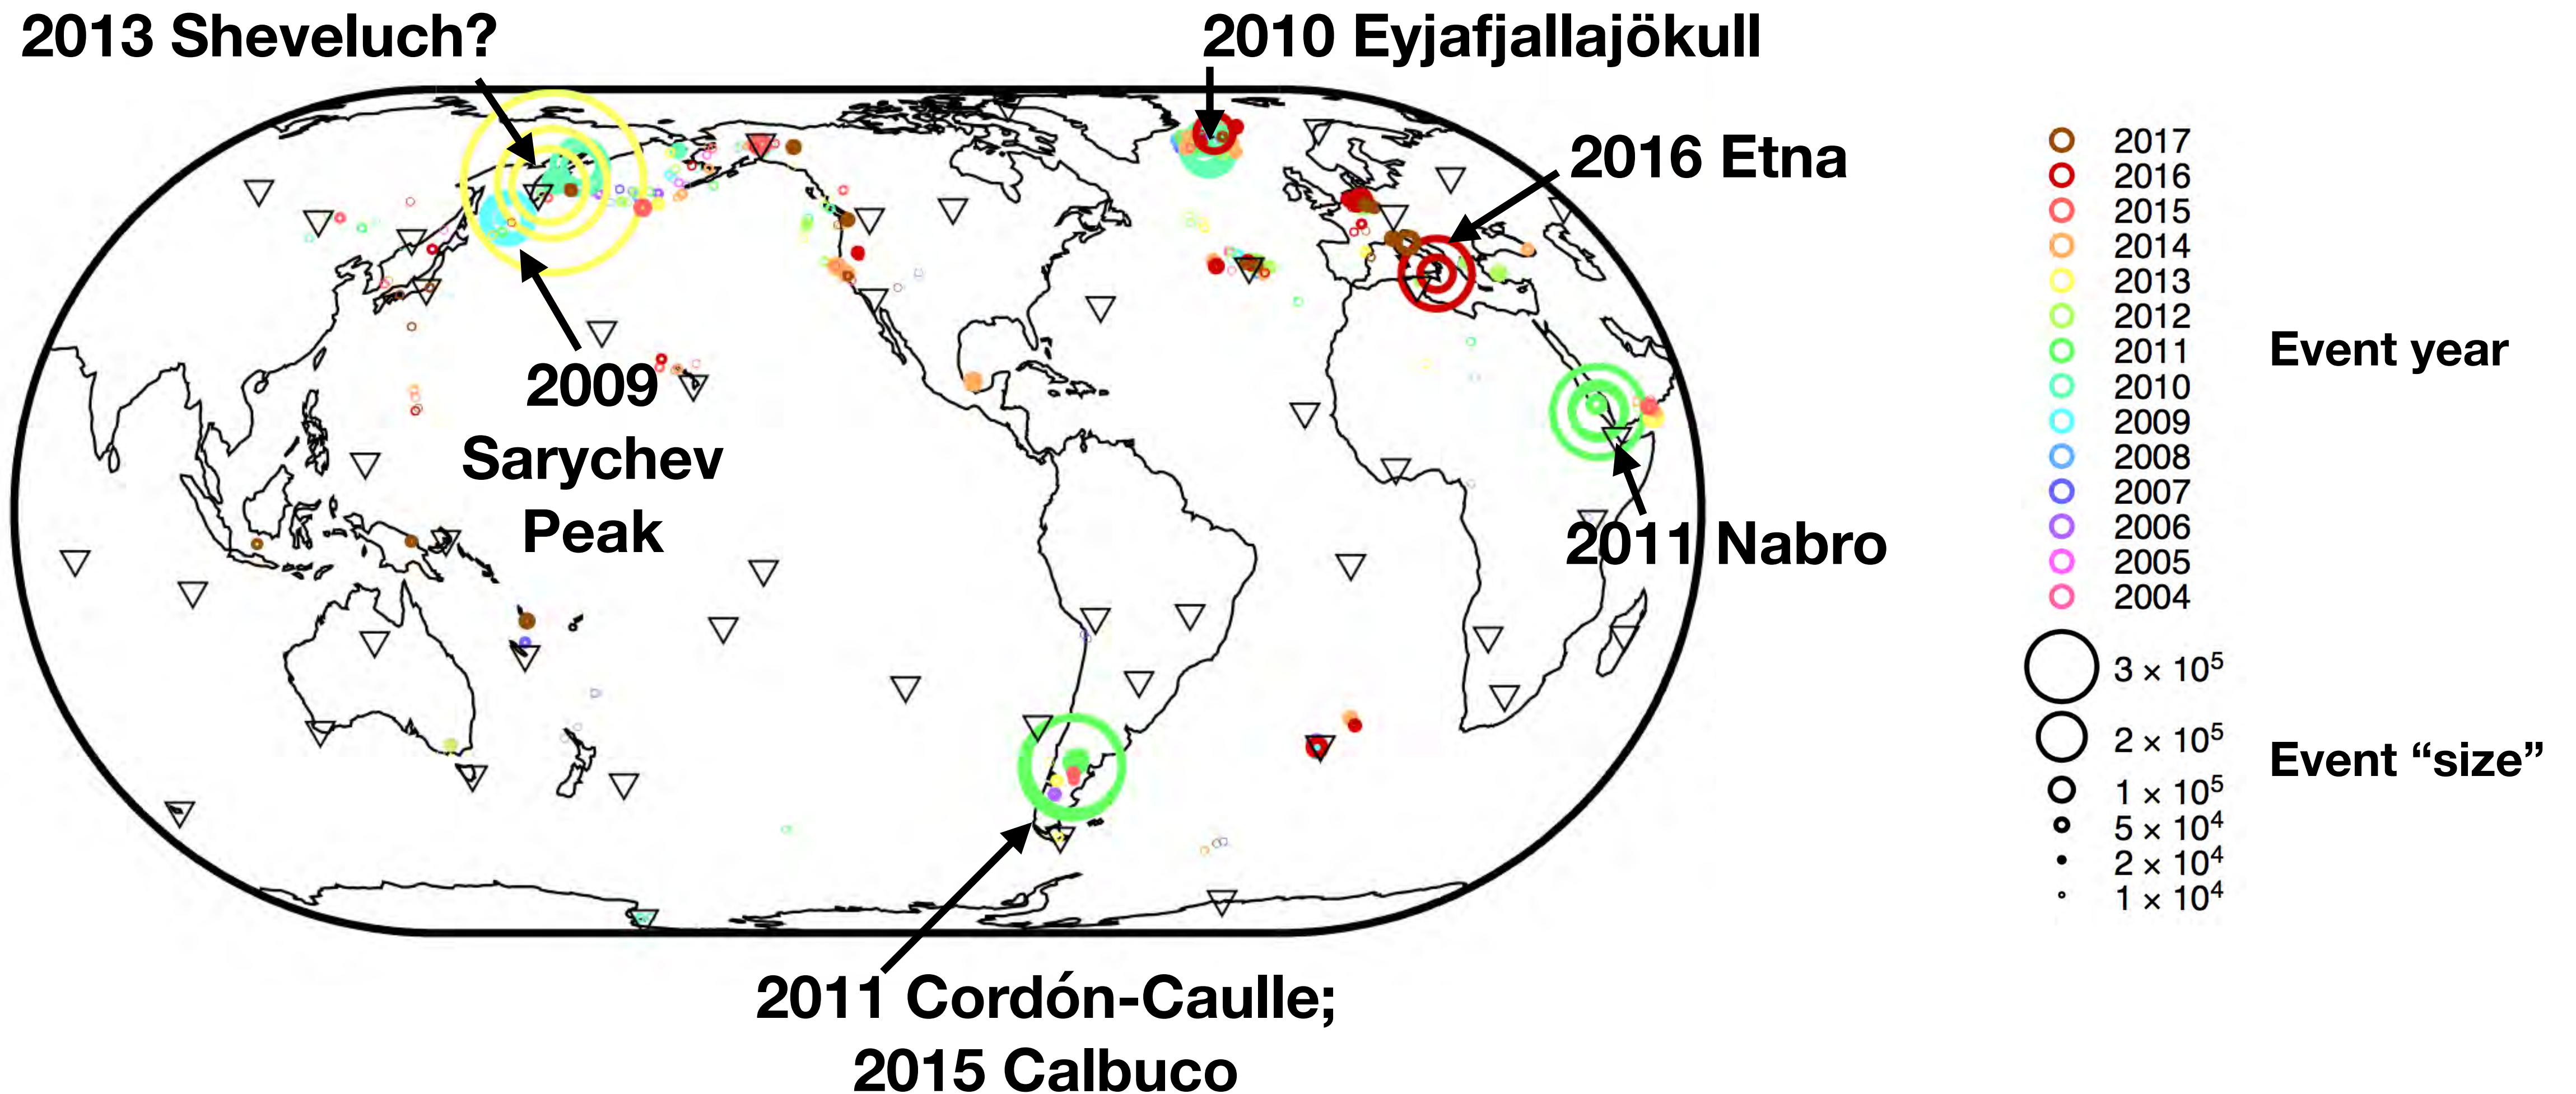 2013 Sheveluch?
2010 Eyjafjallajökull
2016 Etna
2009
Sarychev
Peak
2011 Nabro
2011 Cordón-Caulle;
2015 Calbuco
2017
2016
2015
2014
2013
2012
2011
2010
2009
2008
2007
2006
2005
2004
Event year
3 × 10⁵
2 × 10⁵
1 × 10⁵
5 × 10⁴
2 × 10⁴
1 × 10⁴
Event “size”